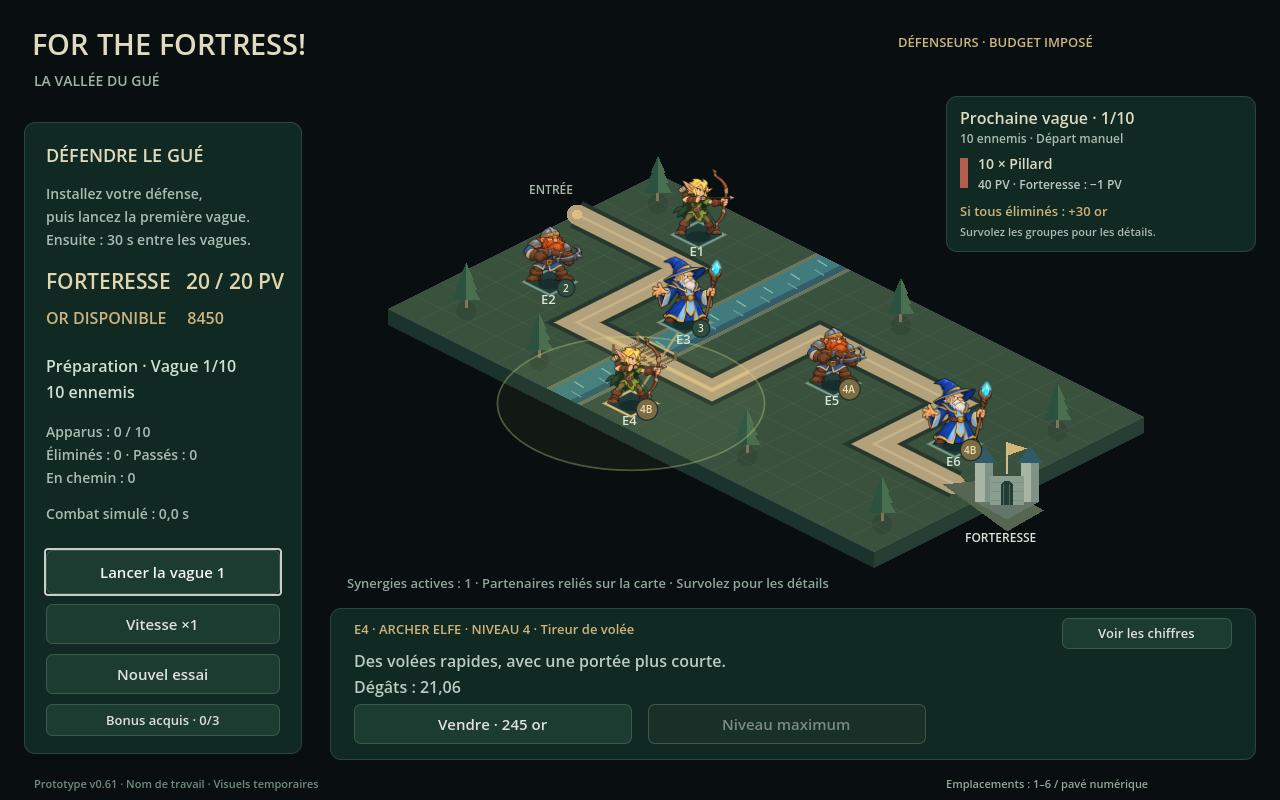 FOR THE FORTRESS!
LA VALLÉE DU GUÉ
DÉFENSEURS · BUDGET IMPOSÉ
DÉFENDRE LE GUÉ
Installez votre défense,
puis lancez la première vague.
Ensuite : 30 s entre les vagues.
FORTERESSE 20 / 20 PV
OR DISPONIBLE 8450
Préparation · Vague 1/10
10 ennemis
Apparus : 0 / 10
Éliminés : 0 · Passés : 0
En chemin : 0
Combat simulé : 0,0 s
Lancer la vague 1
Vitesse ×1
Nouvel essai
Bonus acquis · 0/3
Prochaine vague · 1/10
10 ennemis · Départ manuel
10 × Pillard
40 PV · Forteresse : −1 PV
Si tous éliminés : +30 or
Survolez les groupes pour les détails.
ENTRÉE
E1
E2
2
E3
3
E4
4B
E5
4A
E6
4B
FORTERESSE
Synergies actives : 1 · Partenaires reliés sur la carte · Survolez pour les détails
E4 · ARCHER ELFE · NIVEAU 4 · Tireur de volée
Voir les chiffres
Des volées rapides, avec une portée plus courte.
Dégâts : 21,06
Vendre · 245 or
Niveau maximum
Prototype v0.61 · Nom de travail · Visuels temporaires
Emplacements : 1–6 / pavé numérique